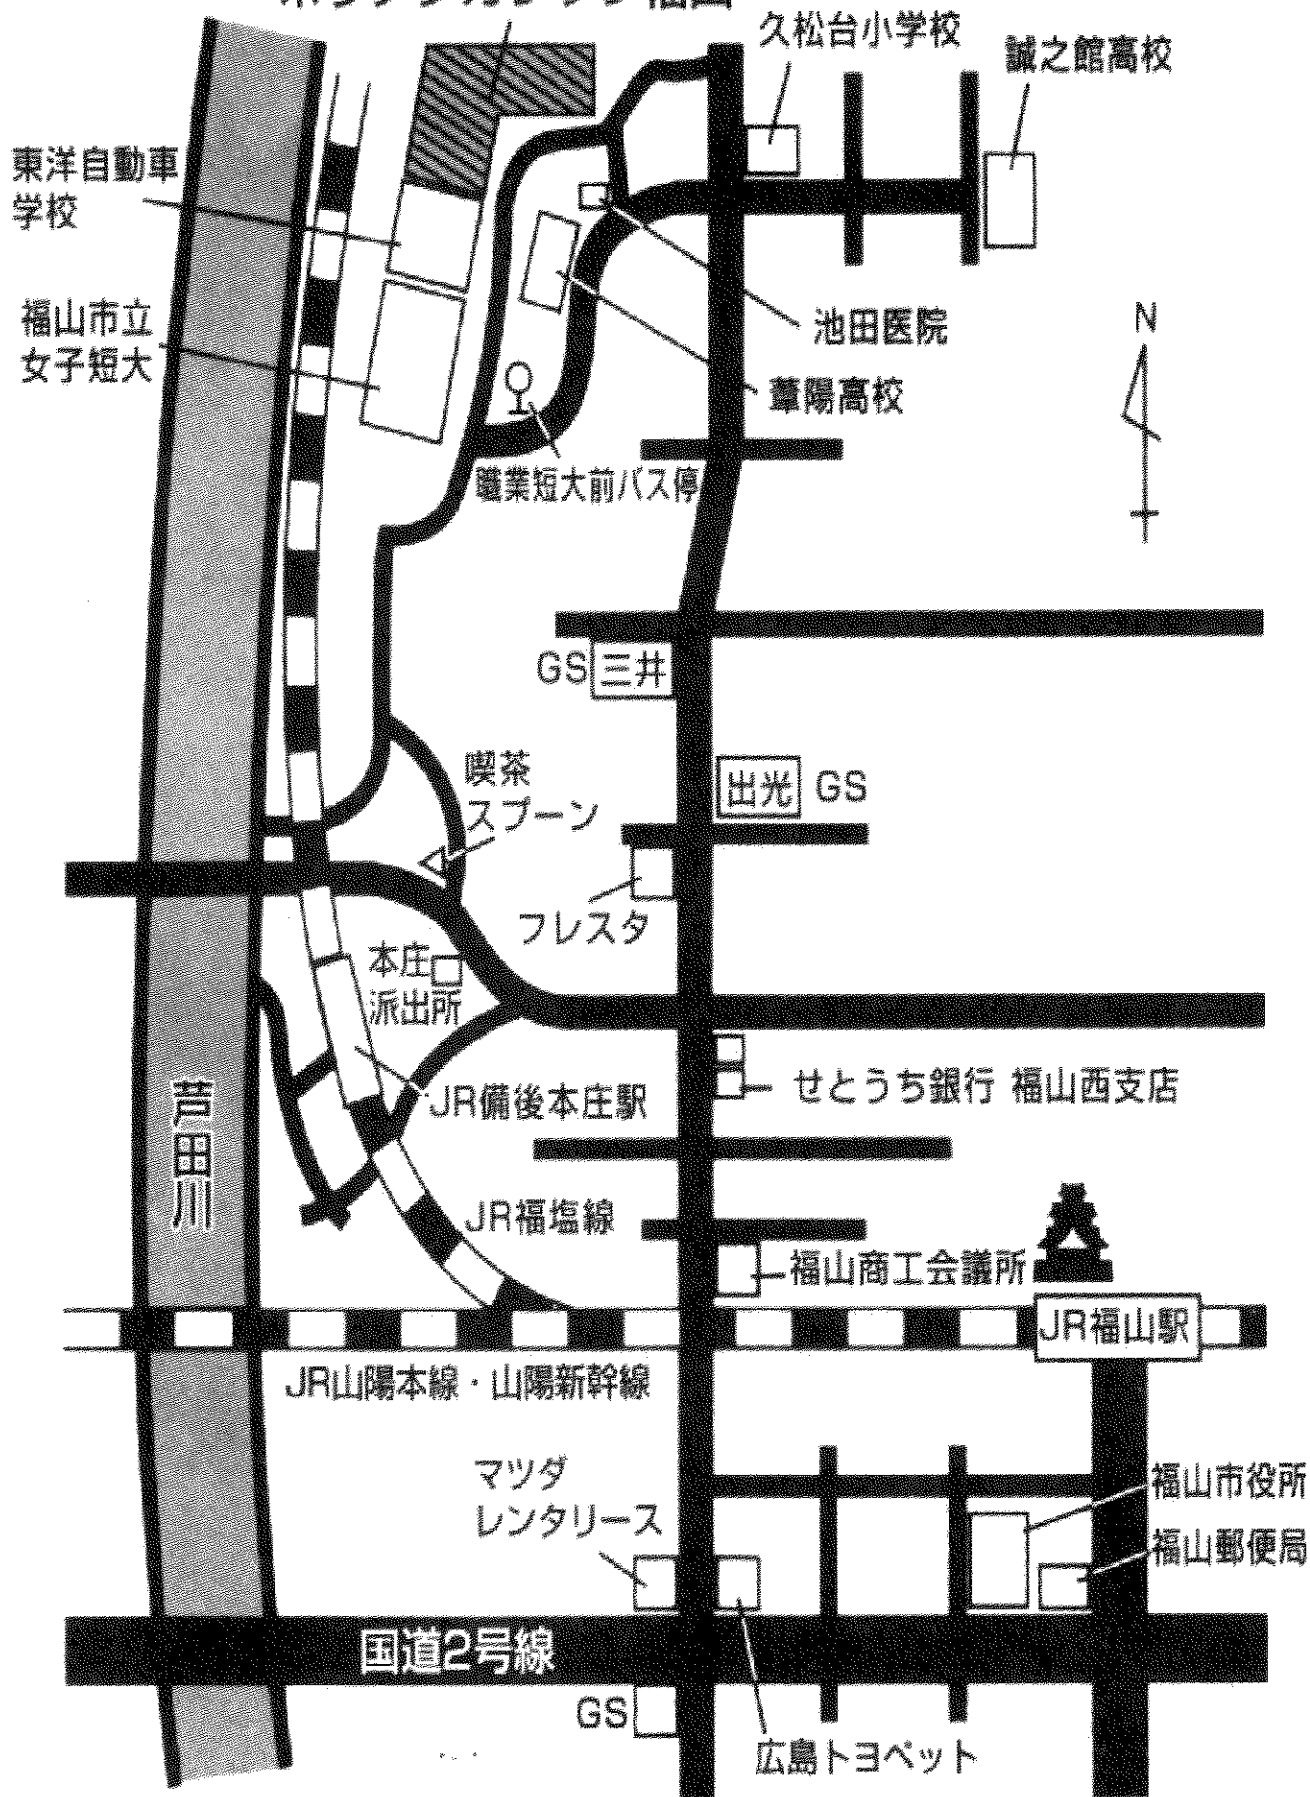 久松台小学校
誠之館高校
東洋自動車
学校
福山市立
女子短大
池田医院
葦陽高校
N
職業短大前バス停
GS 三井
喫茶
スプーン
出光 GS
フレスタ
本庄
派出所
芦田川
JR備後本庄駅
せとうち銀行 福山西支店
JR福塩線
福山商工会議所
JR福山駅
JR山陽本線・山陽新幹線
マツダ
レンタリース
福山市役所
福山郵便局
国道2号線
GS
広島トヨペット